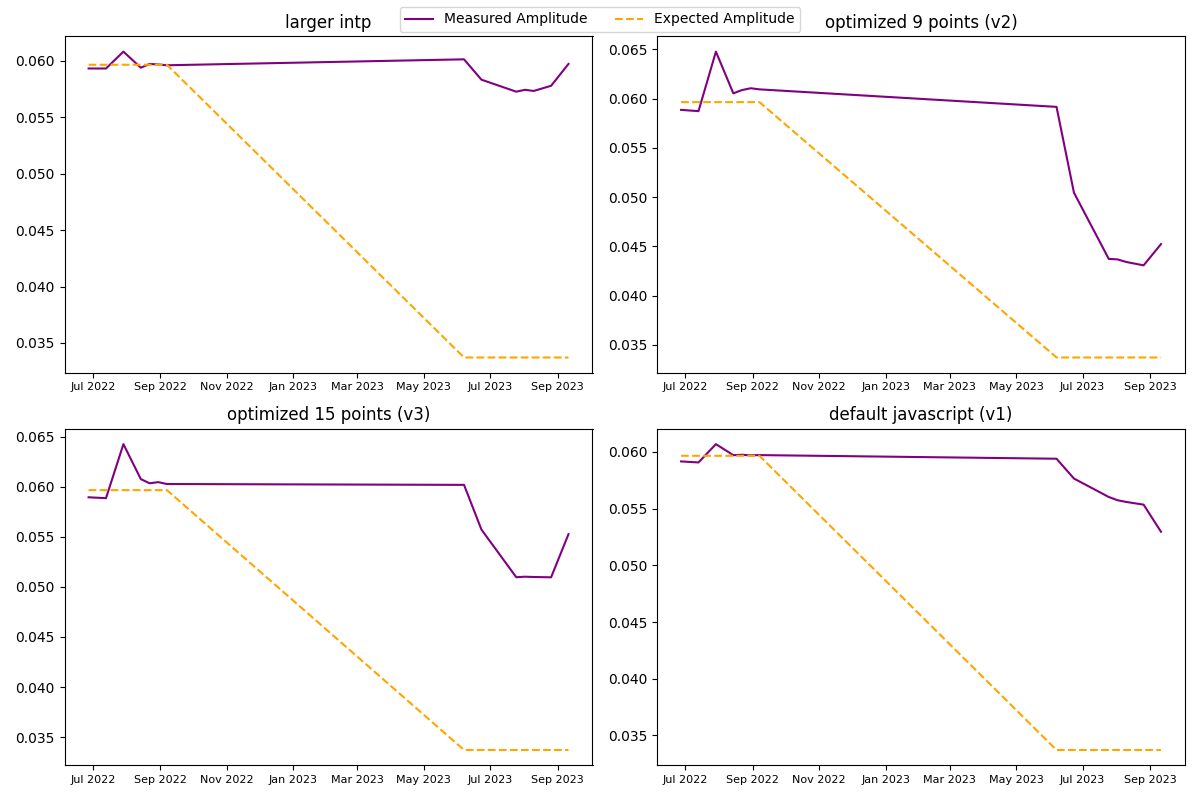 Measured Amplitude Expected Amplitude
larger intp
0.060
0.055
0.050
0.045
0.040
0.035
Jul 2022 Sep 2022 Nov 2022 Jan 2023 Mar 2023 May 2023 Jul 2023 Sep 2023
optimized 9 points (v2)
0.065
0.060
0.055
0.050
0.045
0.040
0.035
Jul 2022 Sep 2022 Nov 2022 Jan 2023 Mar 2023 May 2023 Jul 2023 Sep 2023
optimized 15 points (v3)
0.065
0.060
0.055
0.050
0.045
0.040
0.035
Jul 2022 Sep 2022 Nov 2022 Jan 2023 Mar 2023 May 2023 Jul 2023 Sep 2023
default javascript (v1)
0.060
0.055
0.050
0.045
0.040
0.035
Jul 2022 Sep 2022 Nov 2022 Jan 2023 Mar 2023 May 2023 Jul 2023 Sep 2023